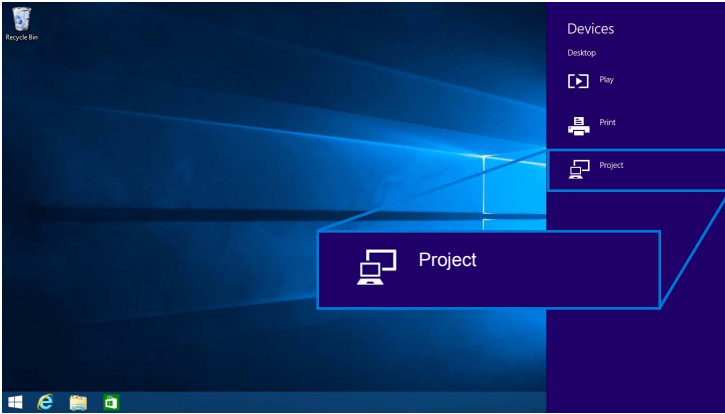 Recycle Bin
Devices
Desktop
Play
Print
Project
Project